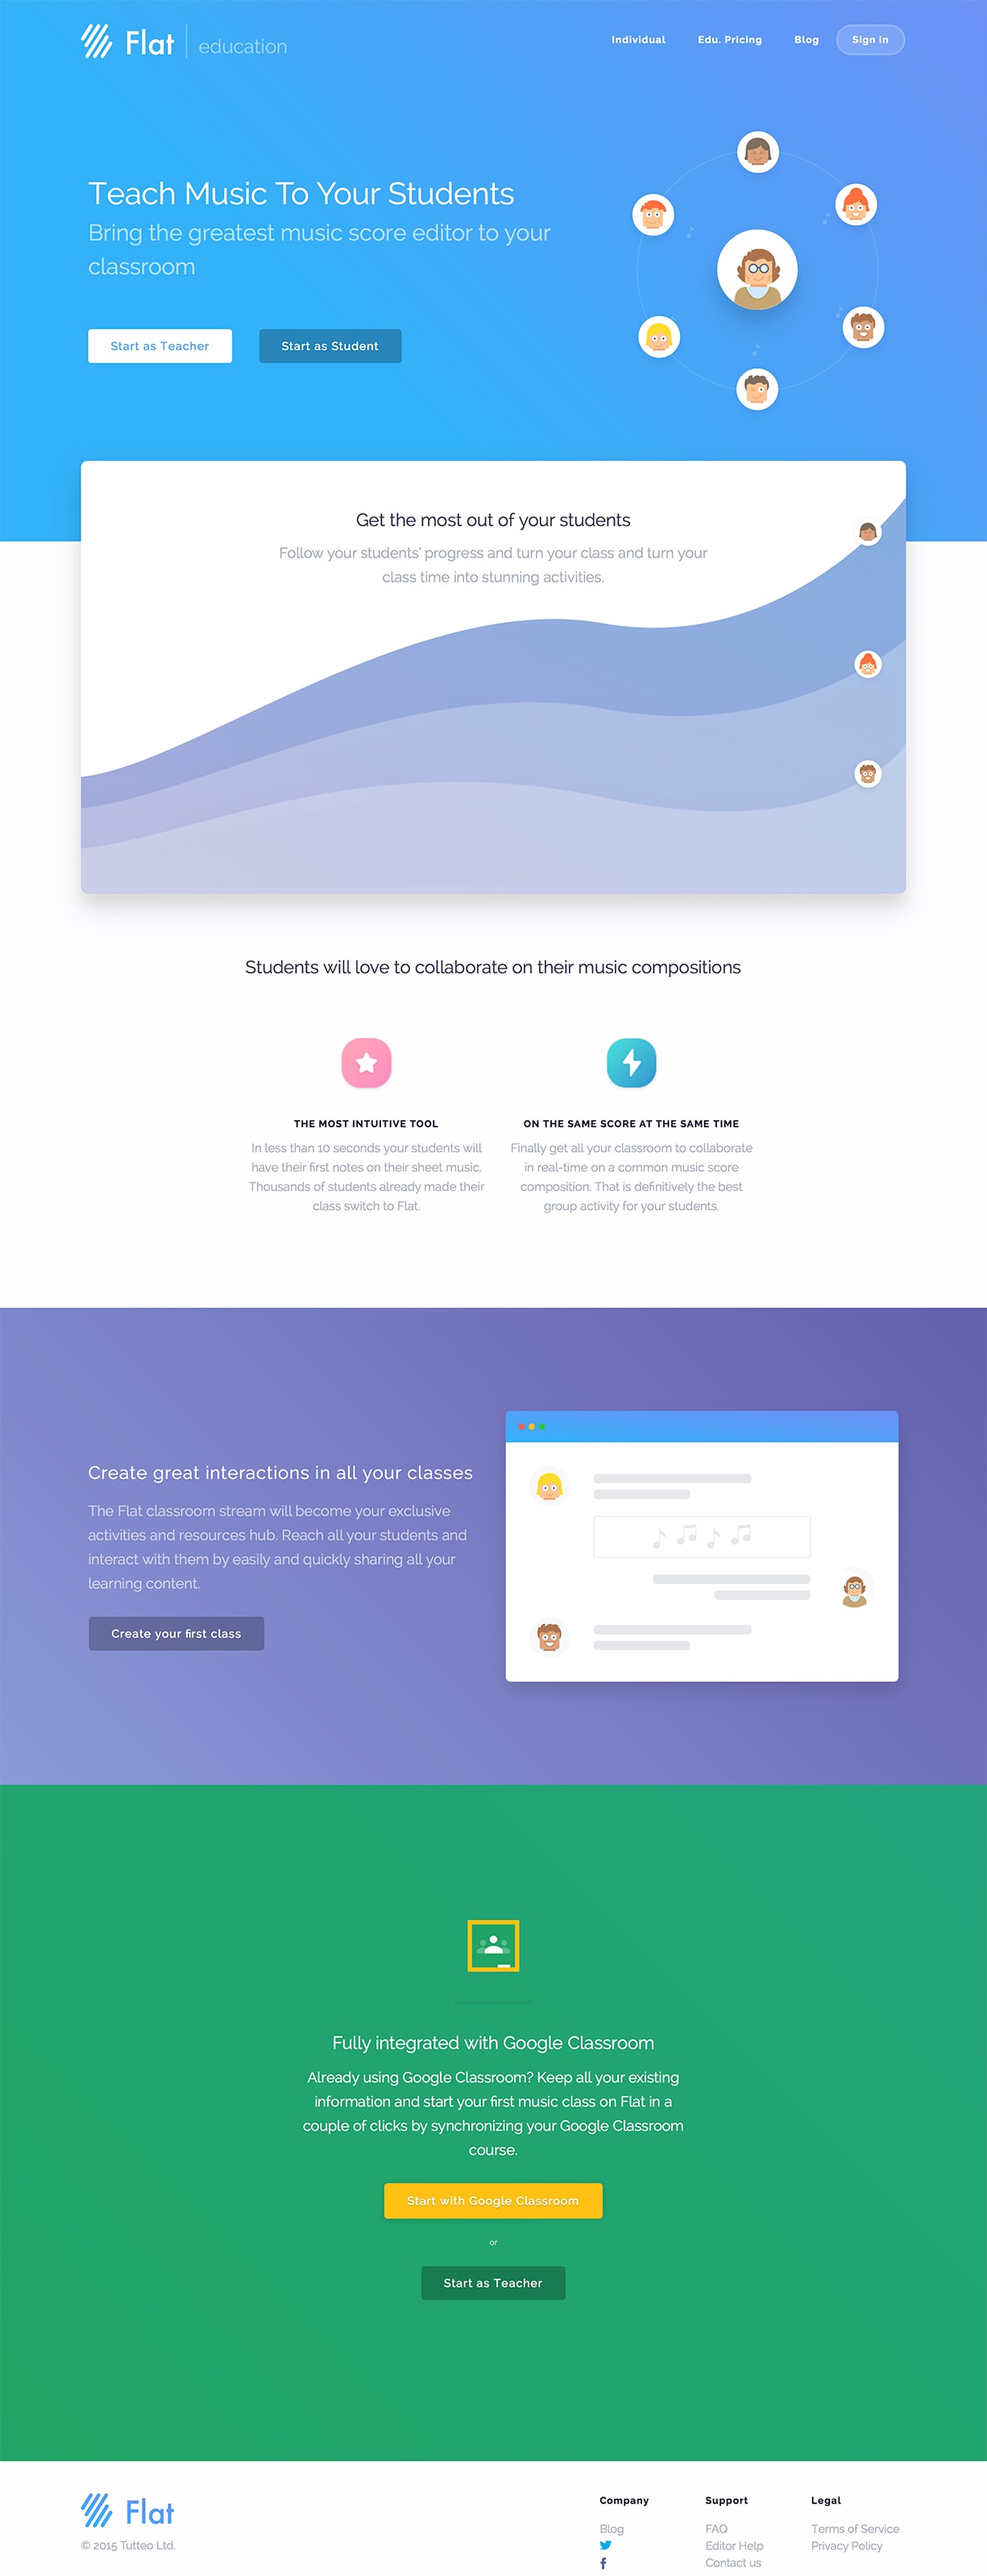 Flat education
Individual
Edu. Pricing
Blog
Sign in
Teach Music To Your Students
Bring the greatest music score editor to your
classroom
Start as Teacher
Start as Student
Get the most out of your students
Follow your students' progress and turn your class and turn your
class time into stunning activities.
Students will love to collaborate on their music compositions
THE MOST INTUITIVE TOOL
In less than 10 seconds your students will
have their first notes on their sheet music.
Thousands of students already made their
class switch to Flat.
ON THE SAME SCORE AT THE SAME TIME
Finally get all your classroom to collaborate
in real-time on a common music score
composition. That is definitively the best
group activity for your students.
Create great interactions in all your classes
The Flat classroom stream will become your exclusive
activities and resources hub. Reach all your students and
interact with them by easily and quickly sharing all your
learning content.
Create your first class
Fully integrated with Google Classroom
Already using Google Classroom? Keep all your existing
information and start your first music class on Flat in a
couple of clicks by synchronizing your Google Classroom
course.
Start with Google Classroom
or
Start as Teacher
Flat
© 2015 Tutteo Ltd.
Company
Blog
Support
FAQ
Editor Help
Contact us
Legal
Terms of Service
Privacy Policy